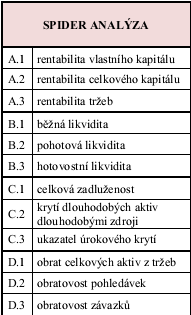 SPIDER ANALÝZA
A.1 rentabilita vlastního kapitálu
A.2 rentabilita celkového kapitálu
A.3 rentabilita tržeb
B.1 běžná likvidita
B.2 pohotová likvidita
B.3 hotovostní likvidita
C.1 celková zadluženost
C.2 krytí dlouhodobých aktiv
dlouhodobými zdroji
C.3 ukazatel úrokového krytí
D.1 obrat celkových aktiv z tržeb
D.2 obratovost pohledávek
D.3 obratovost závazků